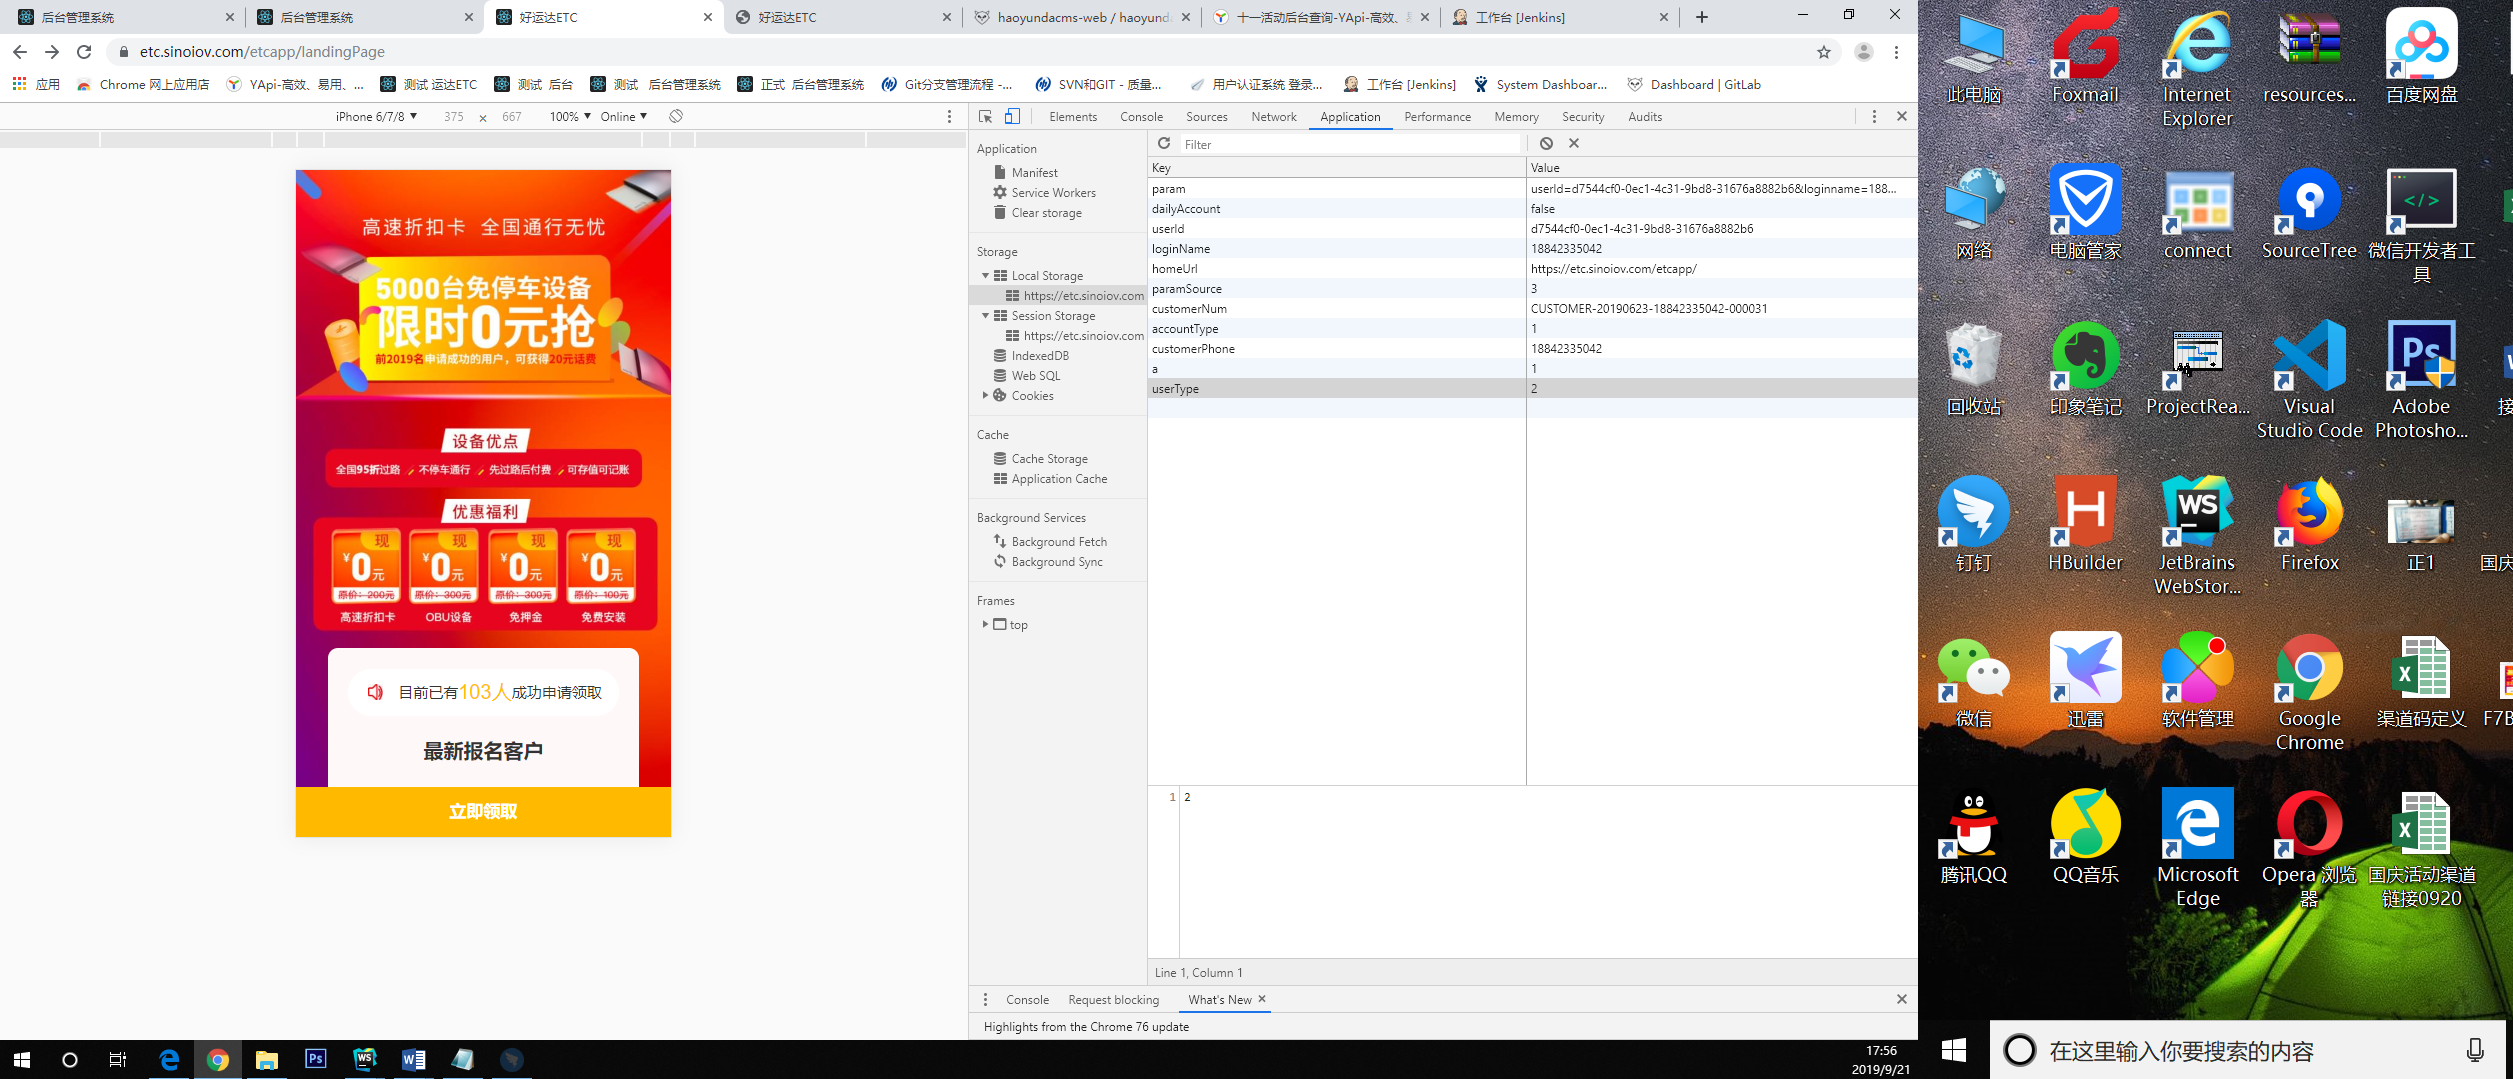 后台管理系统
后台管理系统
好运达ETC
好运达ETC
haoyundacms-web / haoyund
十一活动后台查询-YApi-高效、
工作台 [Jenkins]
etc.sinoiov.com/etcapp/landingPage
应用
Chrome 网上应用店
YApi-高效、易用、...
测试 运达ETC
测试 后台
测试 后台管理系统
正式 后台管理系统
Git分支管理流程 -...
SVN和GIT - 质量...
用户认证系统 登录...
工作台 [Jenkins]
System Dashboar...
Dashboard | GitLab
iPhone 6/7/8
375
×
667
100%
Online
高速折扣卡 全国通行无忧
5000台免停车设备
限时0元抢
前2019名申请成功的用户，可获得20元话费
设备优点
全国95折过路
不停车通行
先过路后付费
可存值可记账
优惠福利
现
¥0元
原价：200元
高速折扣卡
现
¥0元
原价：300元
OBU设备
现
¥0元
原价：300元
免押金
现
¥0元
原价：100元
免费安装
目前已有103人成功申请领取
最新报名客户
立即领取
Elements
Console
Sources
Network
Application
Performance
Memory
Security
Audits
Application
Manifest
Service Workers
Clear storage
Storage
Local Storage
https://etc.sinoiov.com
Session Storage
https://etc.sinoiov.com
IndexedDB
Web SQL
Cookies
Cache
Cache Storage
Application Cache
Background Services
Background Fetch
Background Sync
Frames
top
Filter
Key
Value
param
userId=d7544cf0-0ec1-4c31-9bd8-31676a8882b6&loginname=188...
dailyAccount
false
userId
d7544cf0-0ec1-4c31-9bd8-31676a8882b6
loginName
18842335042
homeUrl
https://etc.sinoiov.com/etcapp/
paramSource
3
customerNum
CUSTOMER-20190623-18842335042-000031
accountType
1
customerPhone
18842335042
a
1
userType
2
1
2
Line 1, Column 1
Console
Request blocking
What's New
Highlights from the Chrome 76 update
17:56
2019/9/21
此电脑
Foxmail
Internet Explorer
resources...
百度网盘
网络
电脑管家
connect
SourceTree
微信开发者工具
回收站
印象笔记
ProjectRea...
Visual Studio Code
Adobe Photosho...
钉钉
HBuilder
JetBrains WebStor...
Firefox
正1
国庆
微信
迅雷
软件管理
Google Chrome
渠道码定义
F7B
腾讯QQ
QQ音乐
Microsoft Edge
Opera 浏览器
国庆活动渠道链接0920
在这里输入你要搜索的内容